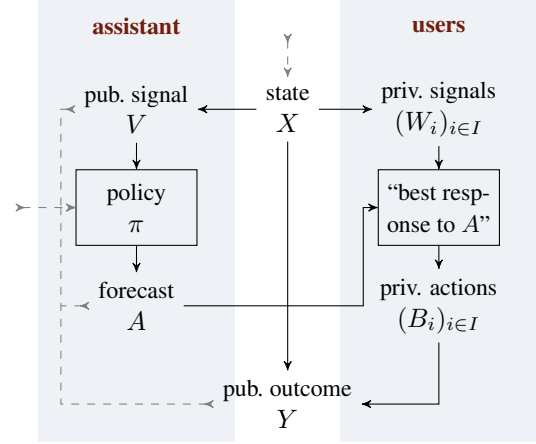 assistant
users
pub. signal
V
state
X
priv. signals
(W_i)_{i∈I}
policy
π
“best resp-
onse to A”
forecast
A
priv. actions
(B_i)_{i∈I}
pub. outcome
Y